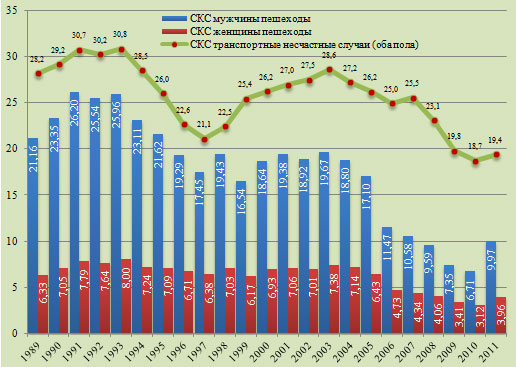 СКС мужчины пешеходы
СКС женщины пешеходы
СКС транспортные несчастные случаи (оба пола)
35
30
25
20
15
10
5
0
28,2 29,2 30,7 30,2 30,8 28,5 26,0 22,6 21,1 22,5 25,4 26,2 27,0 27,5 28,6 27,2 26,2 25,0 25,5 23,1 19,8 18,7 19,4
21,16 23,35 26,20 25,54 25,96 23,11 21,62 19,29 17,45 19,43 16,54 18,64 19,38 18,92 19,67 18,80 17,10 11,47 10,58 9,59 7,35 6,71 9,97
6,33 7,05 7,79 7,64 8,00 7,24 7,09 6,71 6,38 7,03 6,17 6,93 7,06 7,01 7,38 7,14 6,43 4,73 4,34 4,06 3,41 3,12 3,96
1989 1990 1991 1992 1993 1994 1995 1996 1997 1998 1999 2000 2001 2002 2003 2004 2005 2006 2007 2008 2009 2010 2011